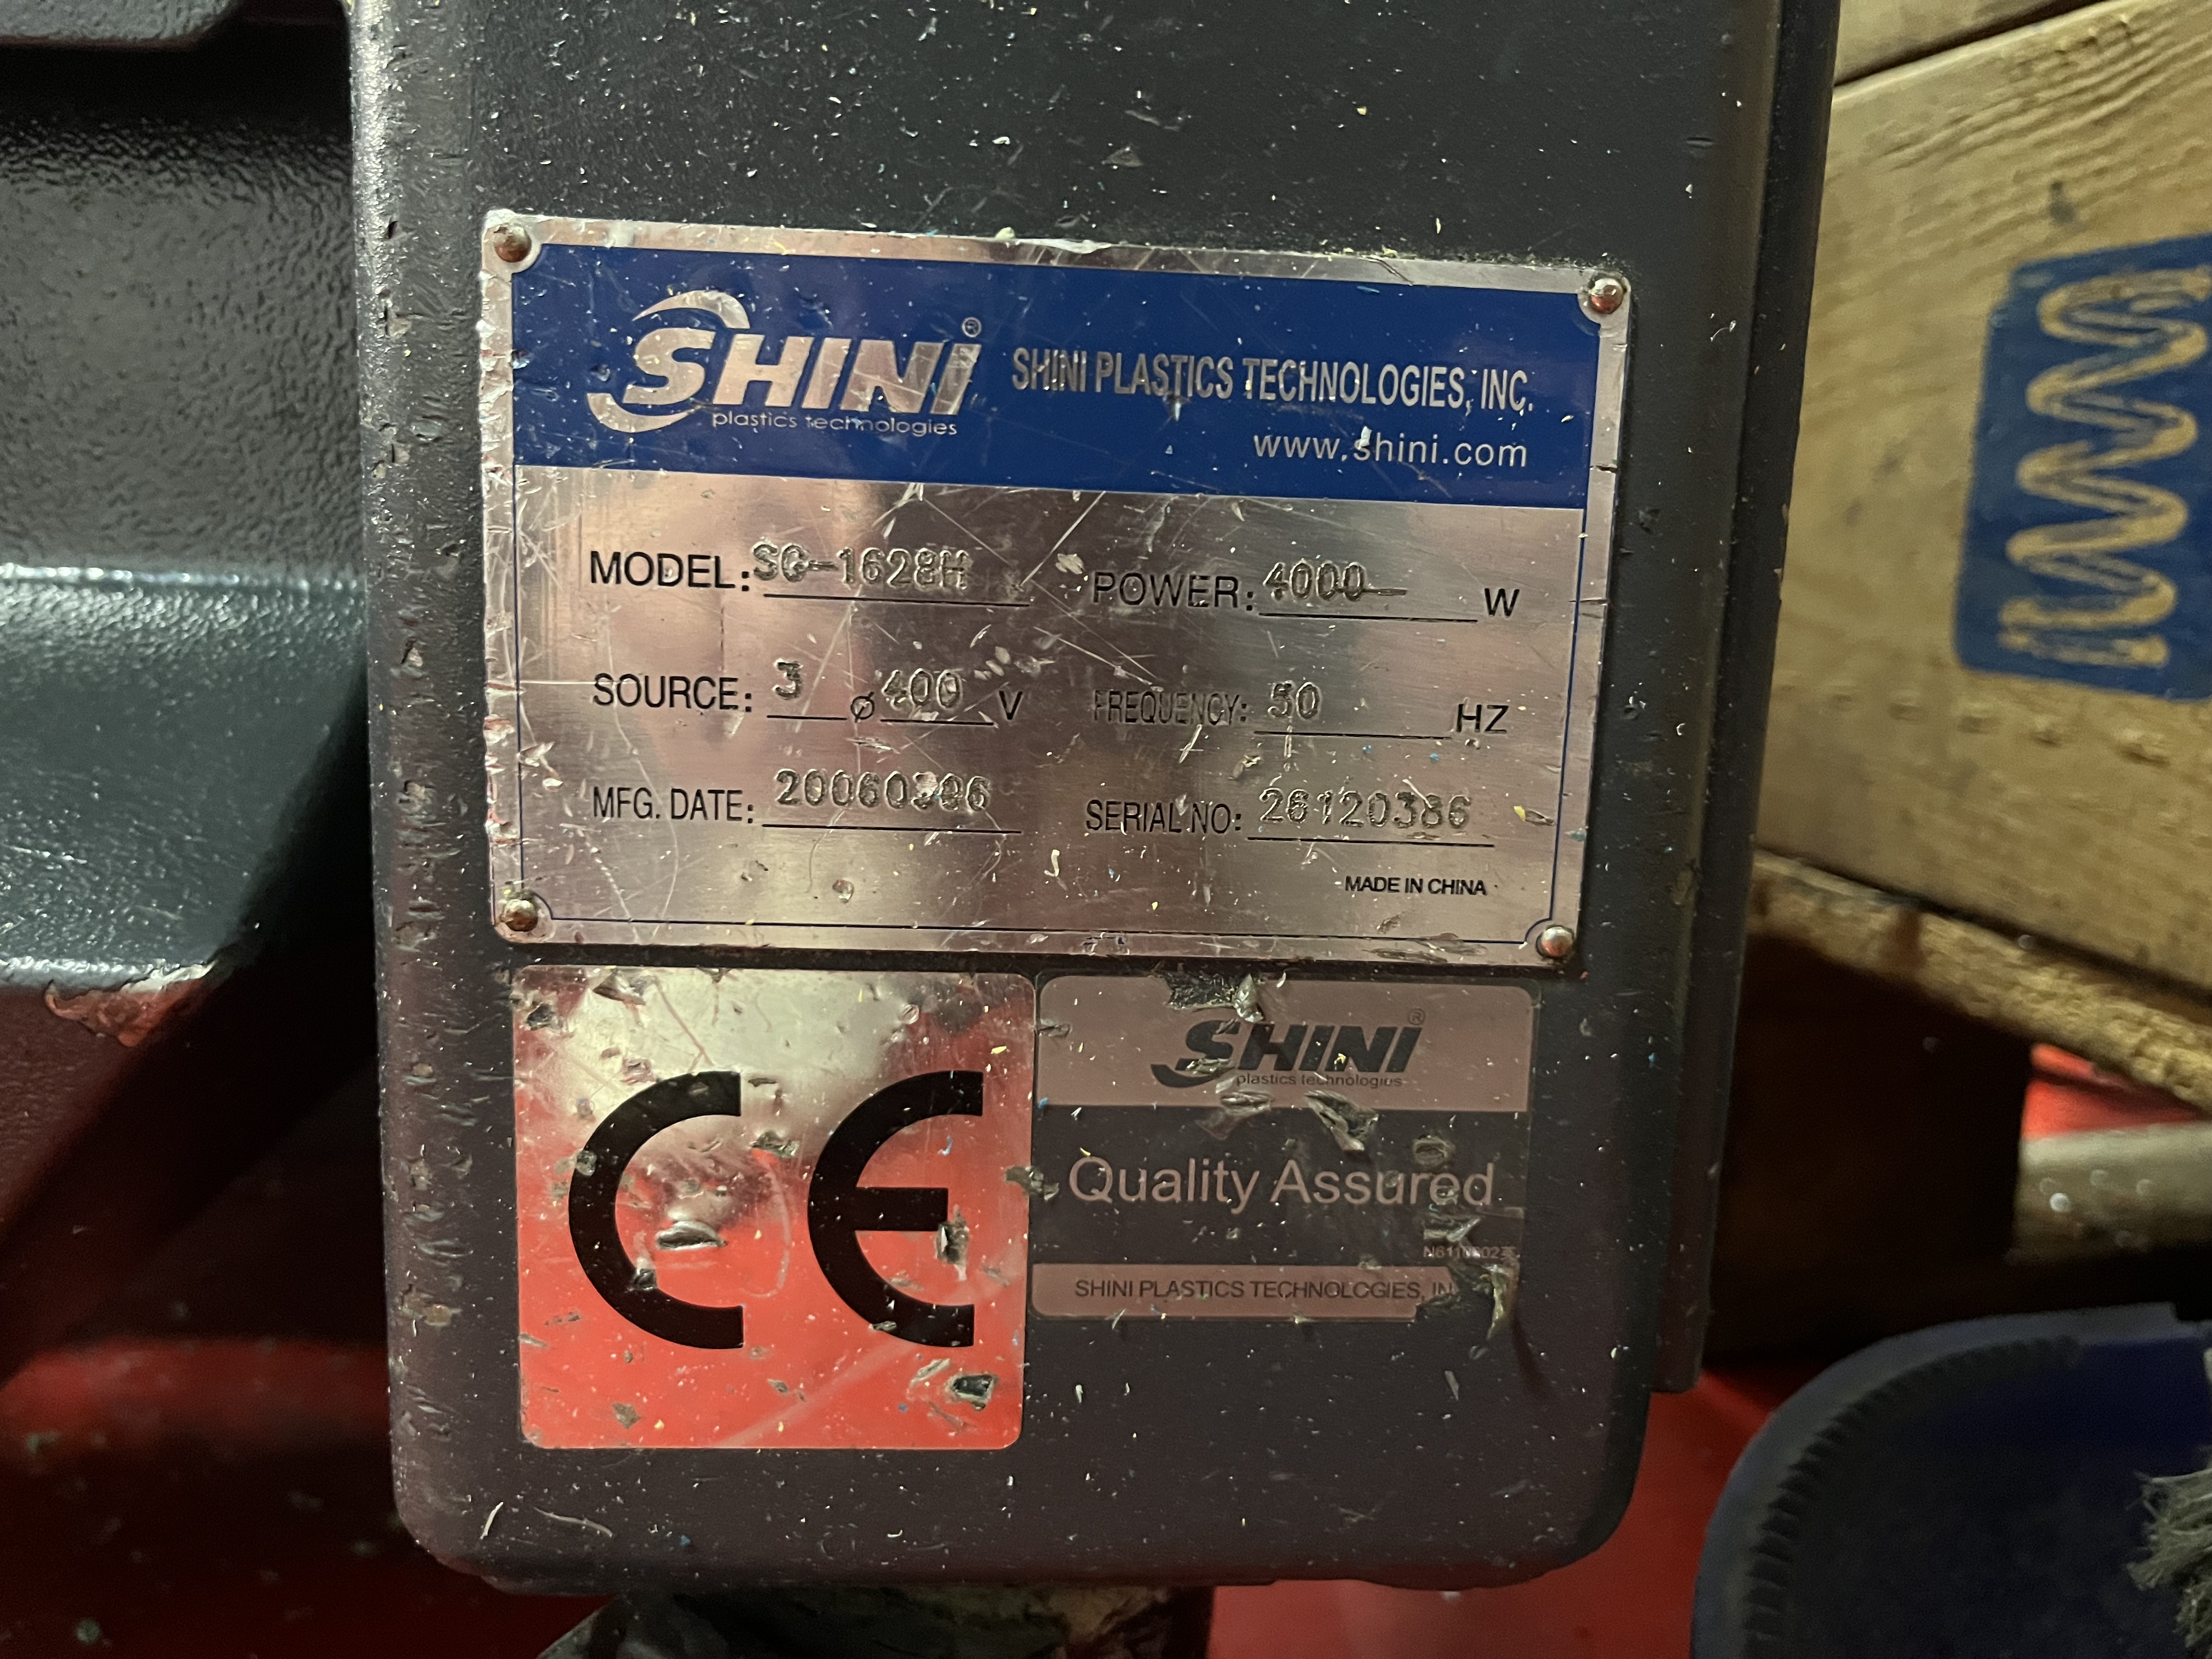 SHINI®
plastics technologies
SHINI PLASTICS TECHNOLOGIES, INC.
www.shini.com
MODEL: SG-1628H POWER: 4000 W
SOURCE: 3 ø 400 V FREQUENCY: 50 HZ
MFG. DATE: SERIAL NO: 26120386
MADE IN CHINA
CE
SHINI®
plastics technologies
Quality Assured
SHINI PLASTICS TECHNOLOGIES,